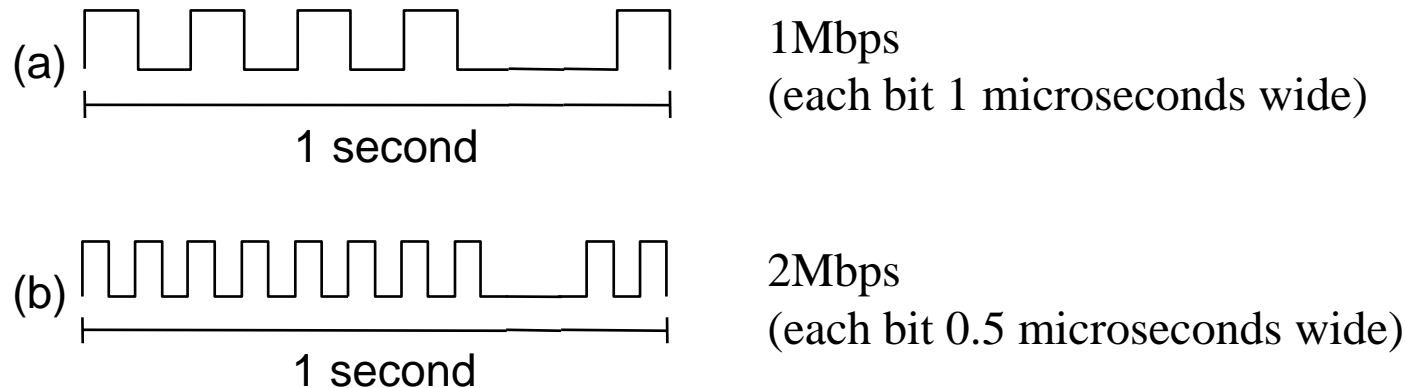 (a)
1Mbps
(each bit 1 microseconds wide)
1 second
(b)
2Mbps
(each bit 0.5 microseconds wide)
1 second